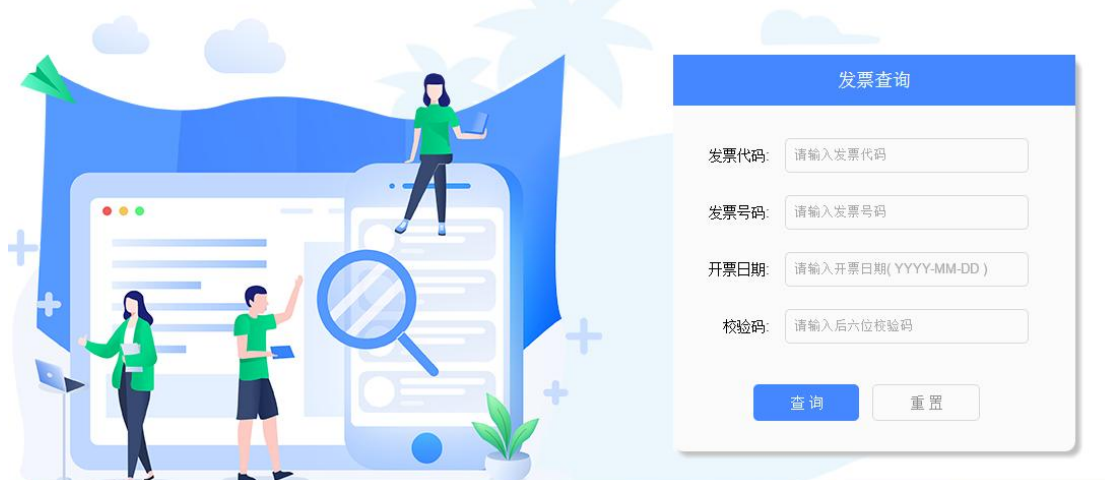 发票查询
发票代码: 请输入发票代码
发票号码: 请输入发票号码
开票日期: 请输入开票日期( YYYY-MM-DD )
校验码: 请输入后六位校验码
查 询 重 置